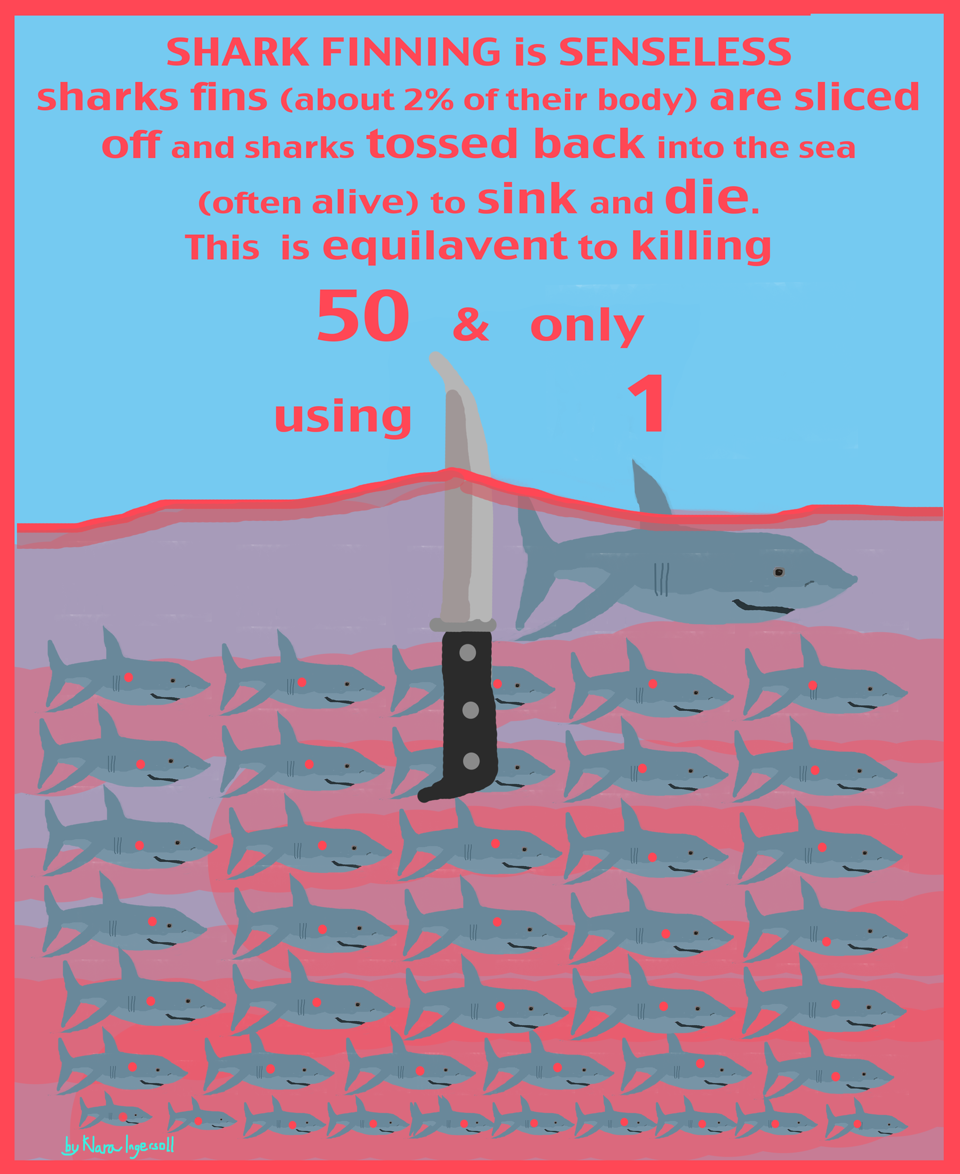 SHARK FINNING is SENSELESS
sharks fins (about 2% of their body) are sliced
off and sharks tossed back into the sea
(often alive) to sink and die.
This is equilavent to killing
50 & only
using 1
by Klara Ingersoll